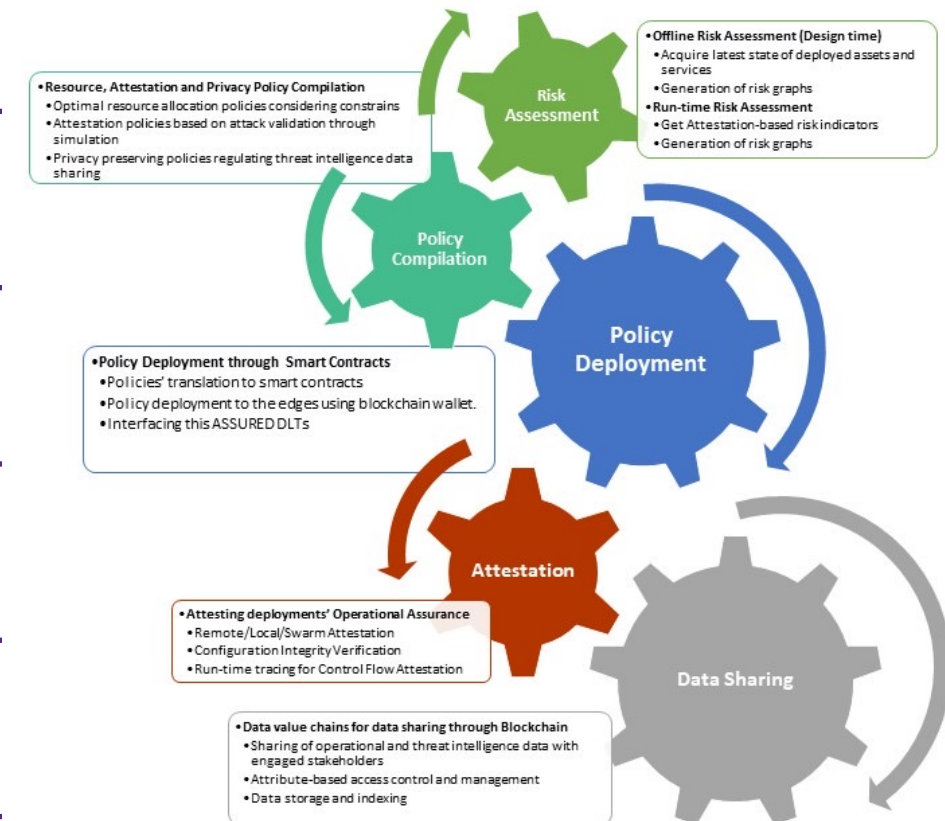 Risk
Assessment
•Offline Risk Assessment (Design time)
•Acquire latest state of deployed assets and
services
•Generation of risk graphs
•Run-time Risk Assessment
•Get Attestation-based risk indicators
•Generation of risk graphs
•Resource, Attestation and Privacy Policy Compilation
•Optimal resource allocation policies considering constrains
•Attestation policies based on attack validation through
simulation
•Privacy preserving policies regulating threat intelligence data
sharing
Policy
Compilation
Policy
Deployment
•Policy Deployment through Smart Contracts
•Policies' translation to smart contracts
•Policy deployment to the edges using blockchain wallet.
•Interfacing this ASSURED DLTs
Attestation
•Attesting deployments' Operational Assurance
•Remote/Local/Swarm Attestation
•Configuration Integrity Verification
•Run-time tracing for Control Flow Attestation
Data Sharing
•Data value chains for data sharing through Blockchain
•Sharing of operational and threat intelligence data with
engaged stakeholders
•Attribute-based access control and management
•Data storage and indexing